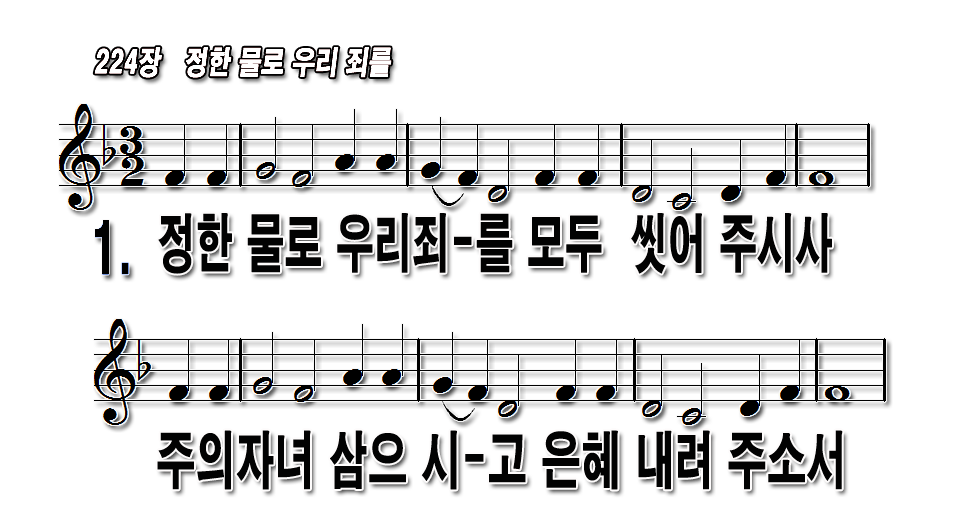 224장 정한 물로 우리 죄를
3
2
1. 정한 물로 우리죄-를 모두 씻어 주시사
주의자녀 삼으 시-고 은혜 내려 주소서